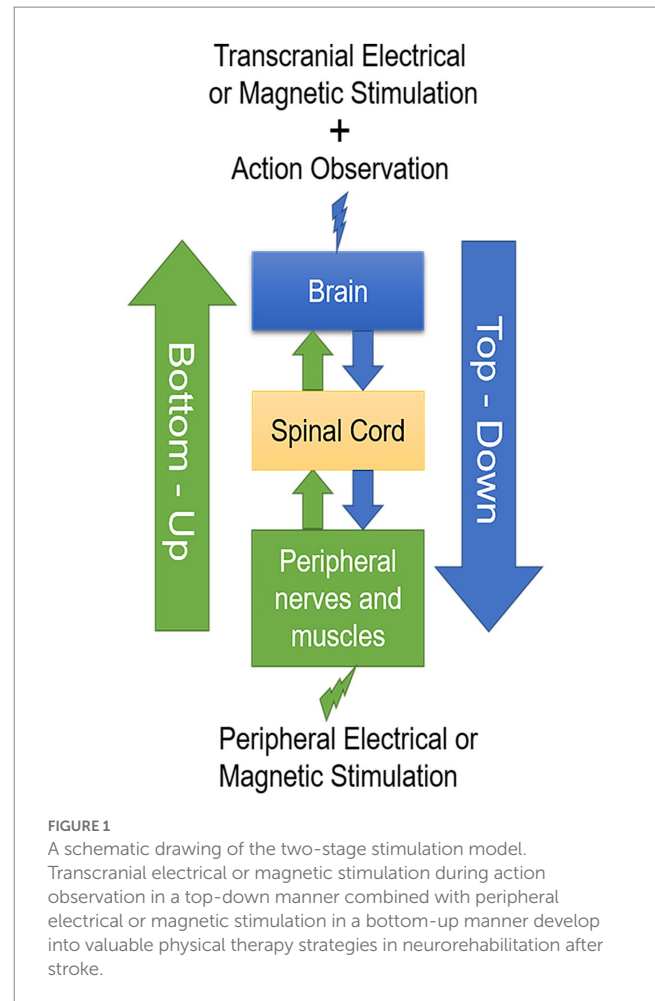 Transcranial Electrical
or Magnetic Stimulation
+
Action Observation
Brain
Bottom - Up
Top - Down
Spinal Cord
Peripheral
nerves and
muscles
Peripheral Electrical or
Magnetic Stimulation
FIGURE 1
A schematic drawing of the two-stage stimulation model.
Transcranial electrical or magnetic stimulation during action
observation in a top-down manner combined with peripheral
electrical or magnetic stimulation in a bottom-up manner develop
into valuable physical therapy strategies in neurorehabilitation after
stroke.